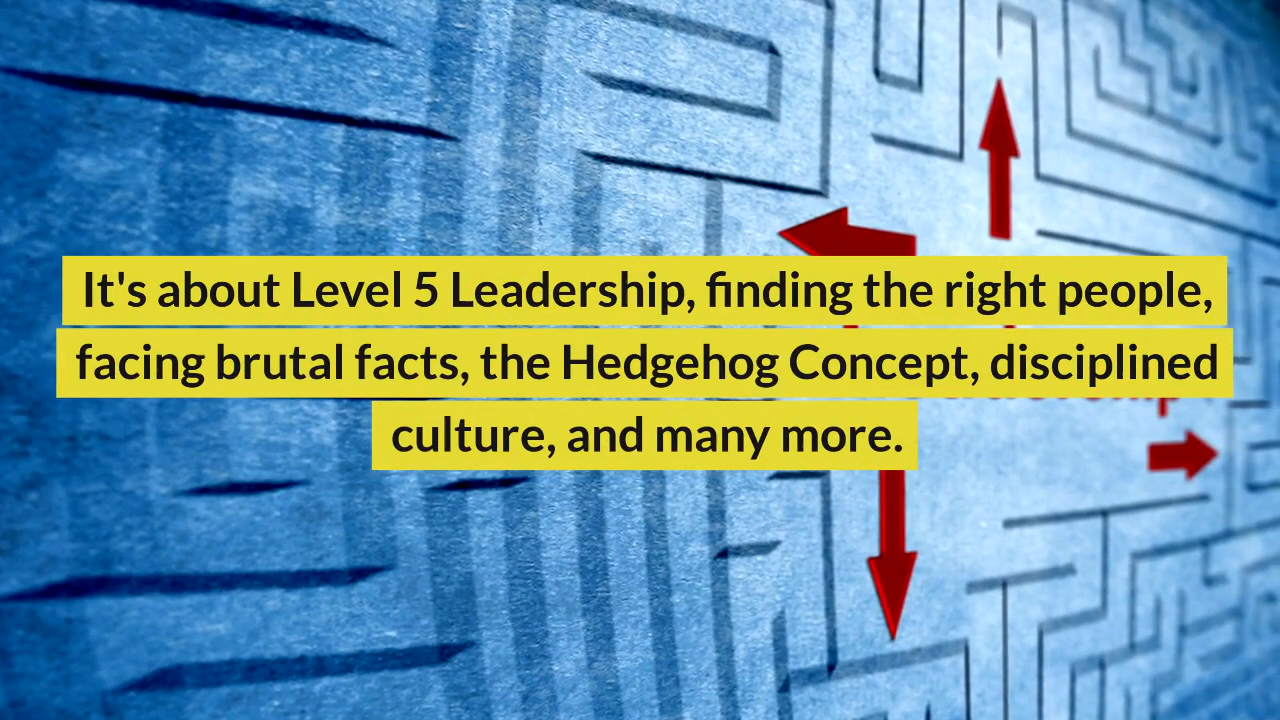 It's about Level 5 Leadership, finding the right people,
facing brutal facts, the Hedgehog Concept, disciplined
culture, and many more.